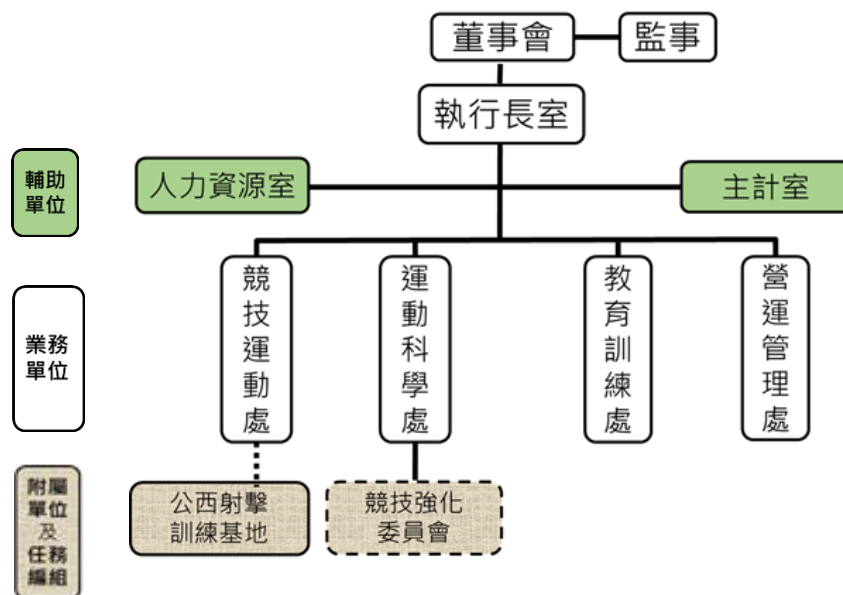 董事會
監事
執行長室
輔助
單位
人力資源室
主計室
業務
單位
競技運動處
運動科學處
教育訓練處
營運管理處
附屬
單位
及
任務
編組
公西射擊
訓練基地
競技強化
委員會